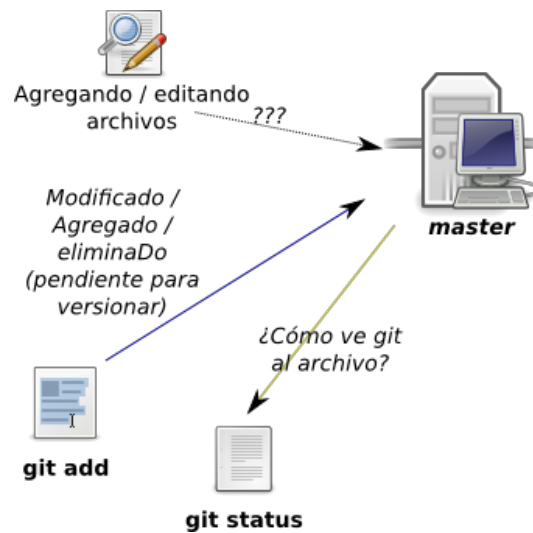 Agregando / editando
archivos
???
master
Modificado /
Agregado /
eliminaDo
(pendiente para
versionar)
¿Cómo ve git
al archivo?
git add
git status